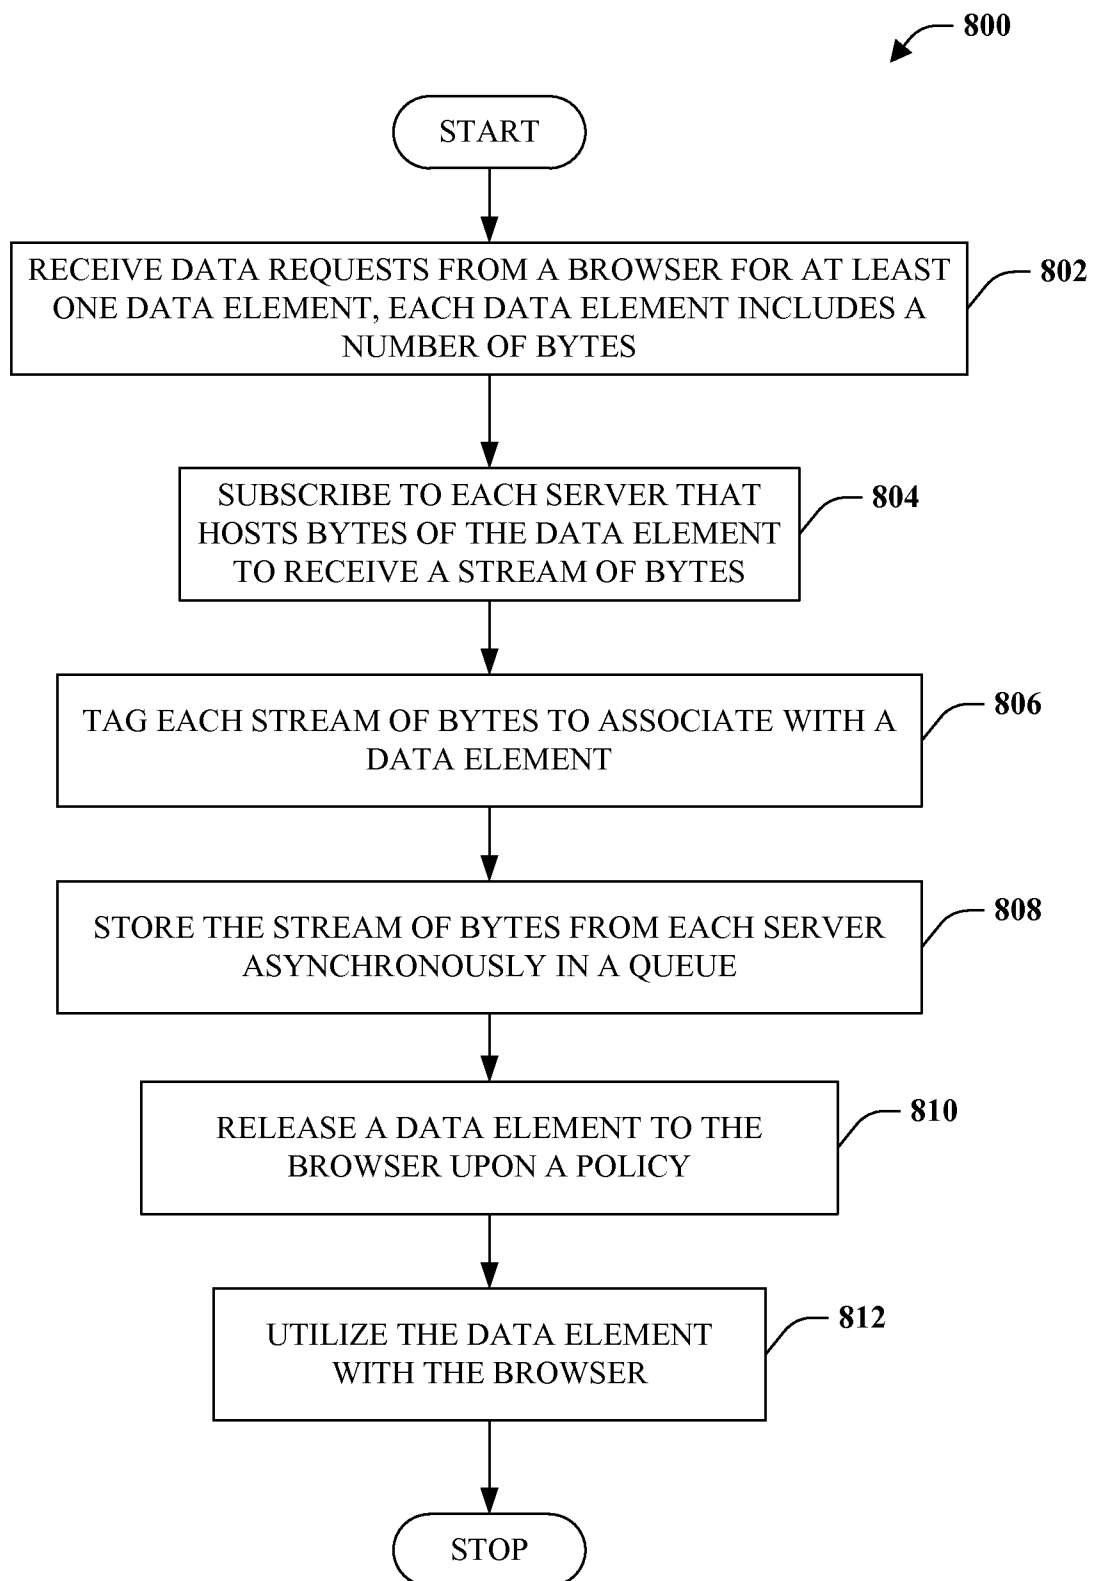 800
START
RECEIVE DATA REQUESTS FROM A BROWSER FOR AT LEAST
ONE DATA ELEMENT, EACH DATA ELEMENT INCLUDES A
NUMBER OF BYTES
802
SUBSCRIBE TO EACH SERVER THAT
HOSTS BYTES OF THE DATA ELEMENT
TO RECEIVE A STREAM OF BYTES
804
TAG EACH STREAM OF BYTES TO ASSOCIATE WITH A
DATA ELEMENT
806
STORE THE STREAM OF BYTES FROM EACH SERVER
ASYNCHRONOUSLY IN A QUEUE
808
RELEASE A DATA ELEMENT TO THE
BROWSER UPON A POLICY
810
UTILIZE THE DATA ELEMENT
WITH THE BROWSER
812
STOP